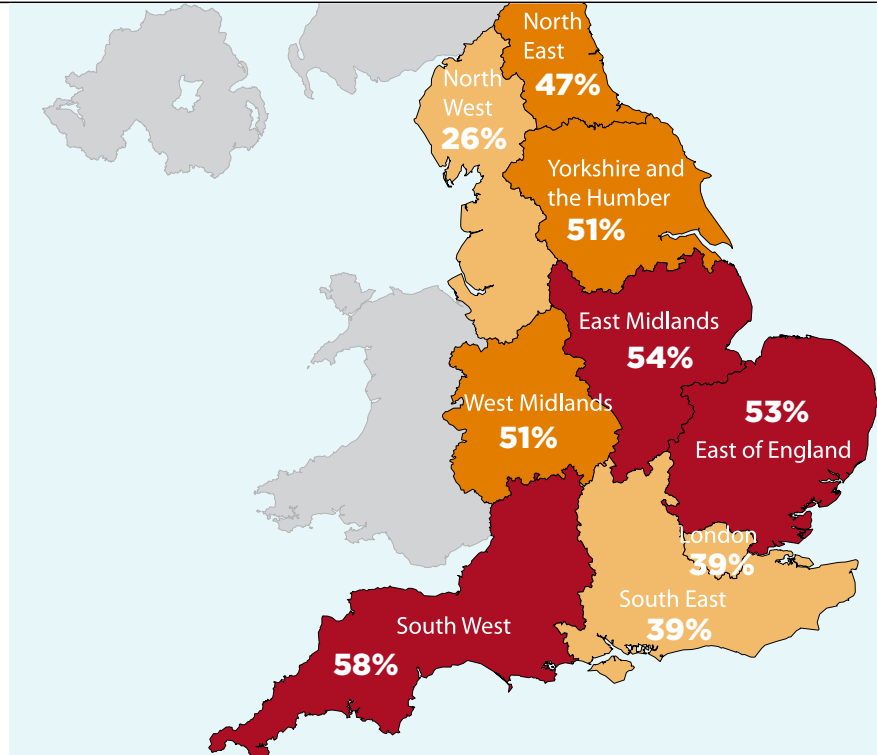 North
East
47%
North
West
26%
Yorkshire and
the Humber
51%
East Midlands
54%
West Midlands
51%
53%
East of England
London
39%
South East
39%
South West
58%